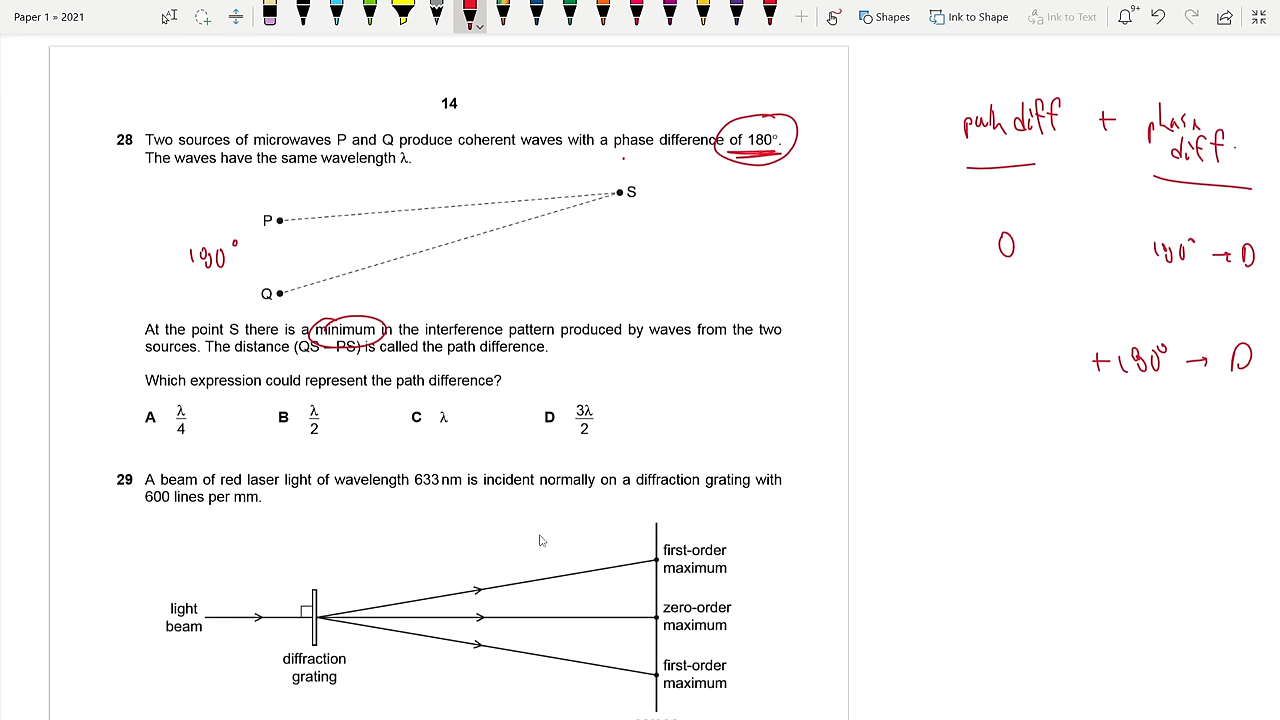 Paper 1 » 2021
Shapes
Ink to Shape
Ink to Text
9+
14
28 Two sources of microwaves P and Q produce coherent waves with a phase difference of 180°.
The waves have the same wavelength λ.
S
P
Q
180°
At the point S there is a minimum in the interference pattern produced by waves from the two
sources. The distance (QS – PS) is called the path difference.
Which expression could represent the path difference?
A λ/4 B λ/2 C λ D 3λ/2
29 A beam of red laser light of wavelength 633 nm is incident normally on a diffraction grating with
600 lines per mm.
light
beam
diffraction
grating
first-order
maximum
zero-order
maximum
first-order
maximum
path diff + phase
diff.
0 180° → D
+180° → D